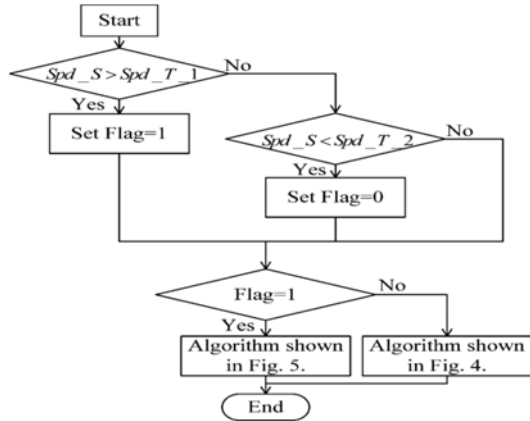 Start
Spd_S>Spd_T_1
No
Yes
Set Flag=1
Spd_S<Spd_T_2
No
Yes
Set Flag=0
Flag=1
No
Yes
Algorithm shown
in Fig. 5.
Algorithm shown
in Fig. 4.
End